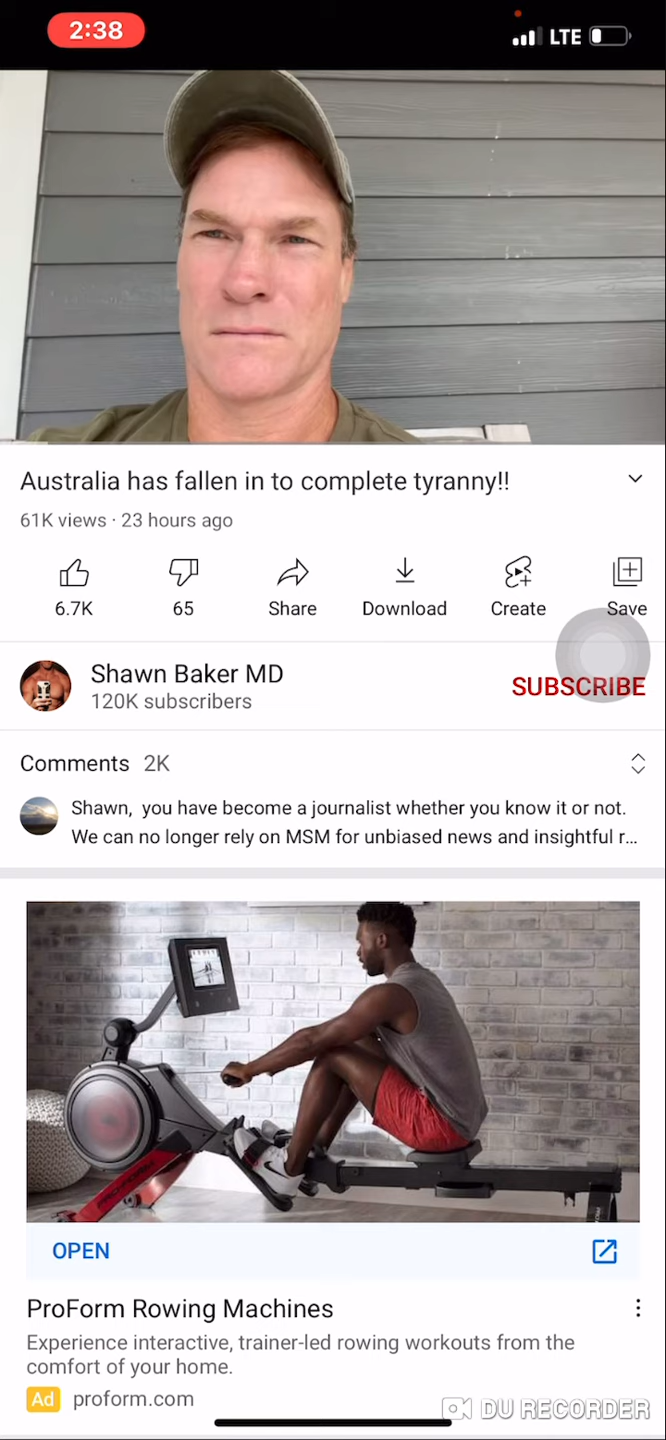 2:38
LTE
Australia has fallen in to complete tyranny!!
61K views · 23 hours ago
6.7K
65
Share
Download
Create
Save
Shawn Baker MD
120K subscribers
SUBSCRIBE
Comments 2K
Shawn, you have become a journalist whether you know it or not.
We can no longer rely on MSM for unbiased news and insightful r...
PRO-FORM
OPEN
ProForm Rowing Machines
Experience interactive, trainer-led rowing workouts from the
comfort of your home.
Ad proform.com
DU RECORDER